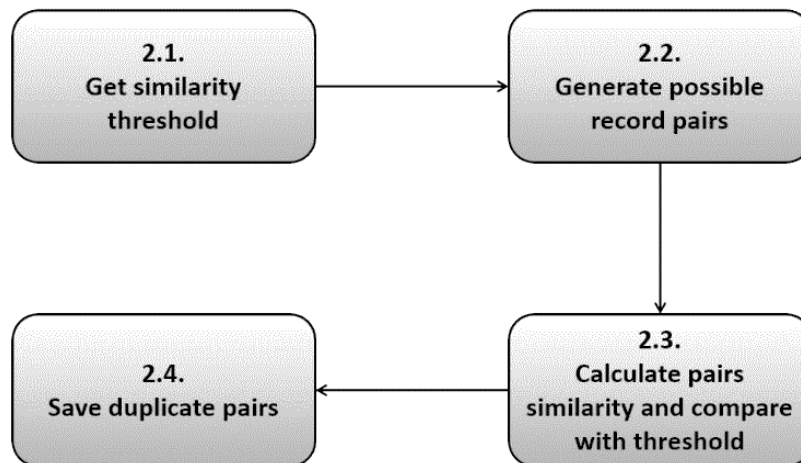 2.1.
Get similarity
threshold
2.2.
Generate possible
record pairs
2.3.
Calculate pairs
similarity and compare
with threshold
2.4.
Save duplicate pairs